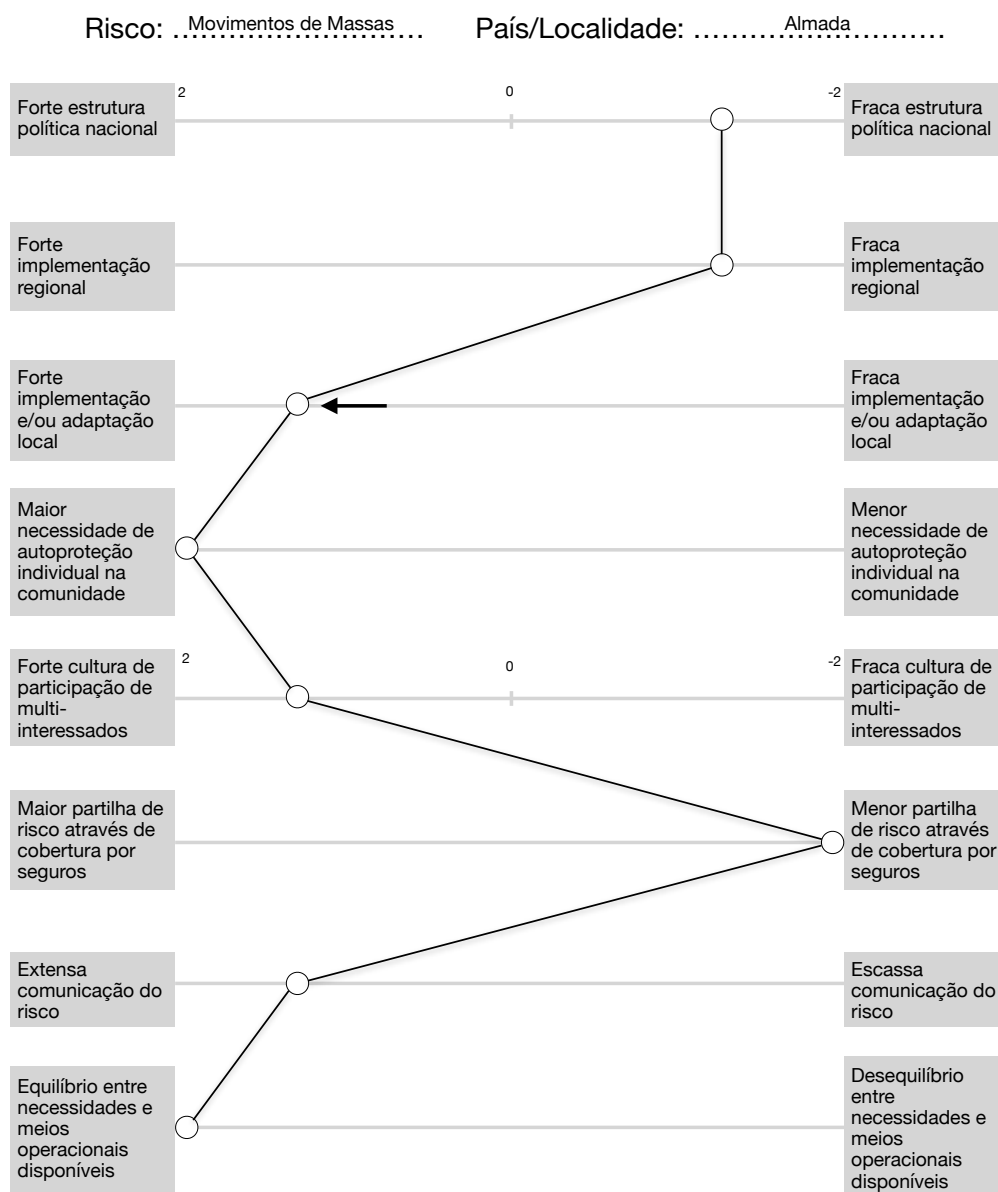 Risco: Movimentos de Massas País/Localidade: Almada
2 0 -2
Forte estrutura
política nacional
Fraca estrutura
política nacional
Forte
implementação
regional
Fraca
implementação
regional
Forte
implementação
e/ou adaptação
local
Fraca
implementação
e/ou adaptação
local
Maior
necessidade de
autoproteção
individual na
comunidade
Menor
necessidade de
autoproteção
individual na
comunidade
2 0 -2
Forte cultura de
participação de
multi-
interessados
Fraca cultura de
participação de
multi-
interessados
Maior partilha de
risco através de
cobertura por
seguros
Menor partilha
de risco através
de cobertura por
seguros
Extensa
comunicação do
risco
Escassa
comunicação do
risco
Equilíbrio entre
necessidades e
meios
operacionais
disponíveis
Desequilíbrio
entre
necessidades e
meios
operacionais
disponíveis